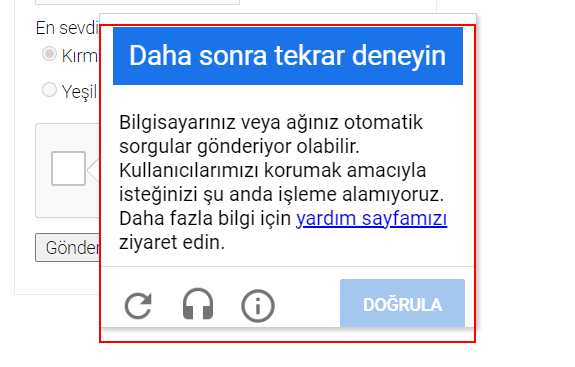 En sevdi
Kırm
Yeşil
Gönder
Daha sonra tekrar deneyin
Bilgisayarınız veya ağınız otomatik
sorgular gönderiyor olabilir.
Kullanıcılarımızı korumak amacıyla
isteğinizi şu anda işleme alamıyoruz.
Daha fazla bilgi için yardım sayfamızı
ziyaret edin.
DOĞRULA